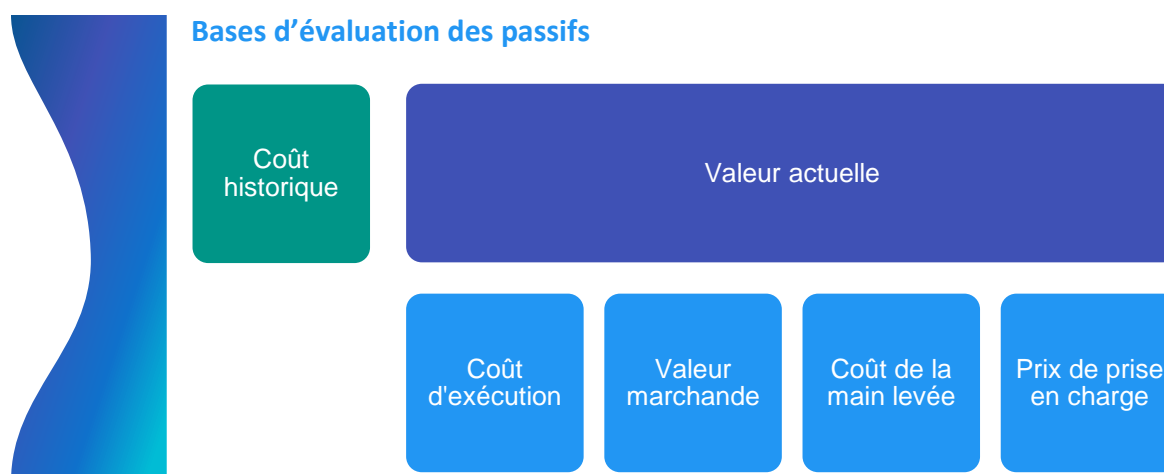 Bases d’évaluation des passifs
Coût
historique
Valeur actuelle
Coût
d'exécution
Valeur
marchande
Coût de la
main levée
Prix de prise
en charge